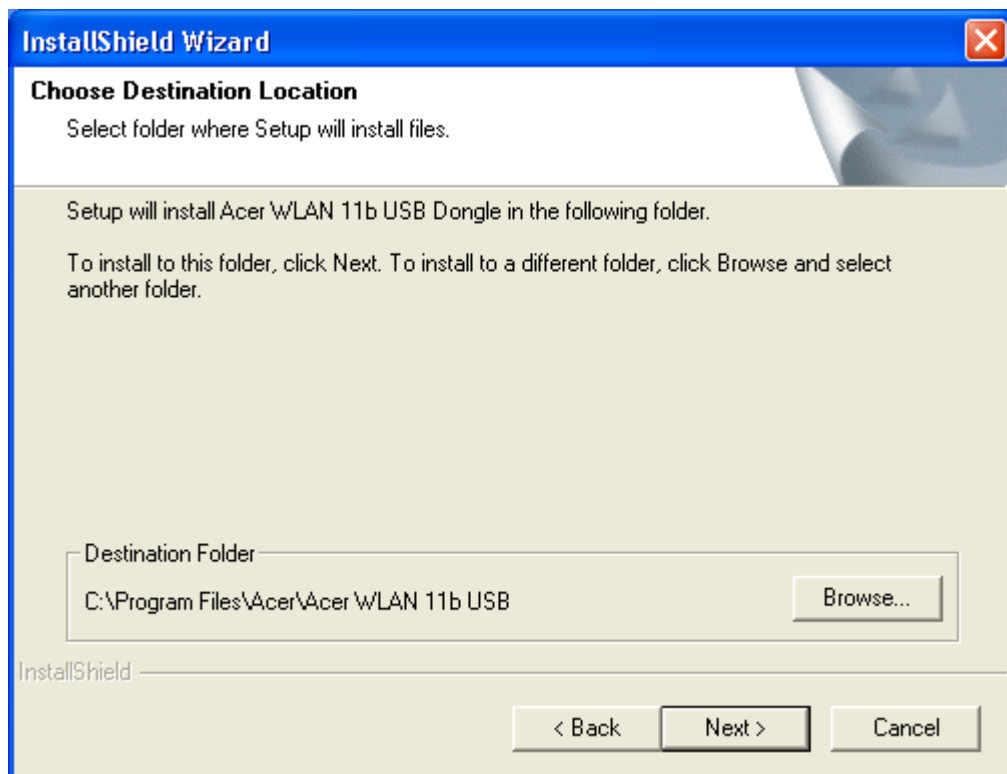 InstallShield Wizard
Choose Destination Location
Select folder where Setup will install files.
Setup will install Acer WLAN 11b USB Dongle in the following folder.
To install to this folder, click Next. To install to a different folder, click Browse and select
another folder.
Destination Folder
C:\Program Files\Acer\Acer WLAN 11b USB
Browse...
InstallShield
< Back
Next >
Cancel